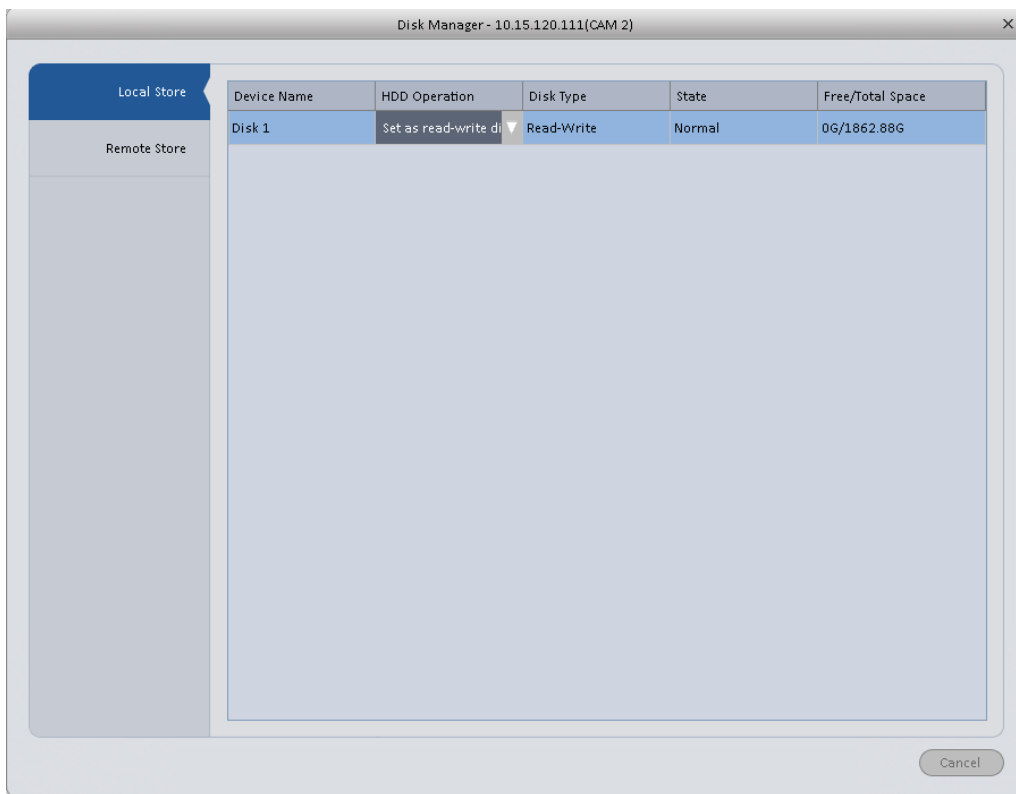 Disk Manager - 10.15.120.111(CAM 2)
Local Store
Remote Store
Device Name HDD Operation Disk Type State Free/Total Space
Disk 1 Set as read-write di Read-Write Normal 0G/1862.88G
Cancel